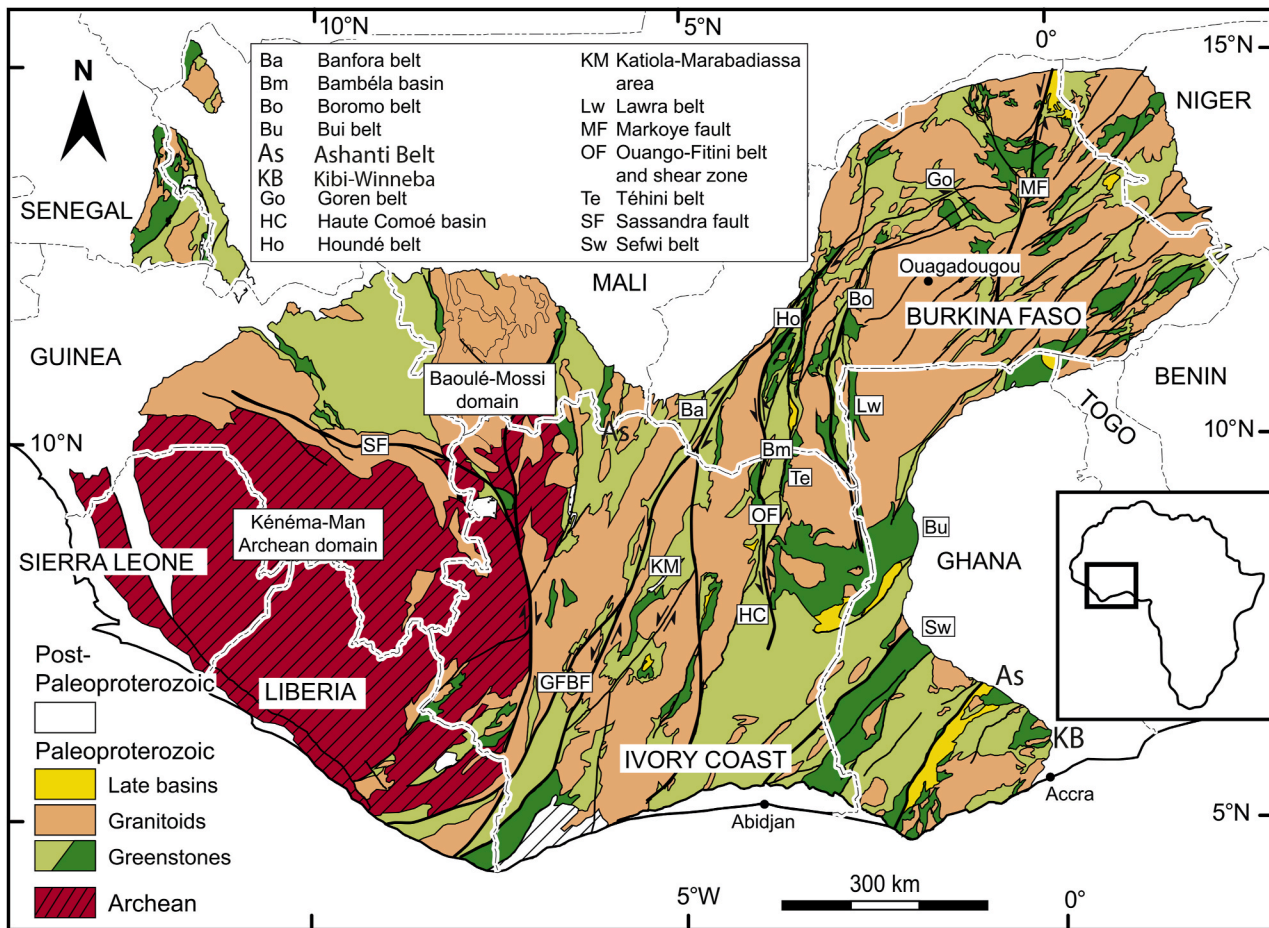 10°N
5°N
0°
15°N
N
Ba Banfora belt
Bm Bambéla basin
Bo Boromo belt
Bu Bui belt
As Ashanti Belt
KB Kibi-Winneba
Go Goren belt
HC Haute Comoé basin
Ho Houndé belt
KM Katiola-Marabadiassa
area
Lw Lawra belt
MF Markoye fault
OF Ouango-Fitini belt
and shear zone
Te Téhini belt
SF Sassandra fault
Sw Sefwi belt
NIGER
SENEGAL
Go
MF
MALI
Ouagadougou
Bo
Ho
BURKINA FASO
GUINEA
Baoulé-Mossi
domain
BENIN
TOGO
Ba
Lw
As
10°N
SF
Bm
10°N
Te
OF
Bu
Kénéma-Man
Archean domain
SIERRA LEONE
GHANA
KM
HC
Sw
Post-
Paleoproterozoic
LIBERIA
GFBF
As
KB
Paleoproterozoic
IVORY COAST
Late basins
Accra
Granitoids
Abidjan
5°N
Greenstones
Archean
5°W
300 km
0°